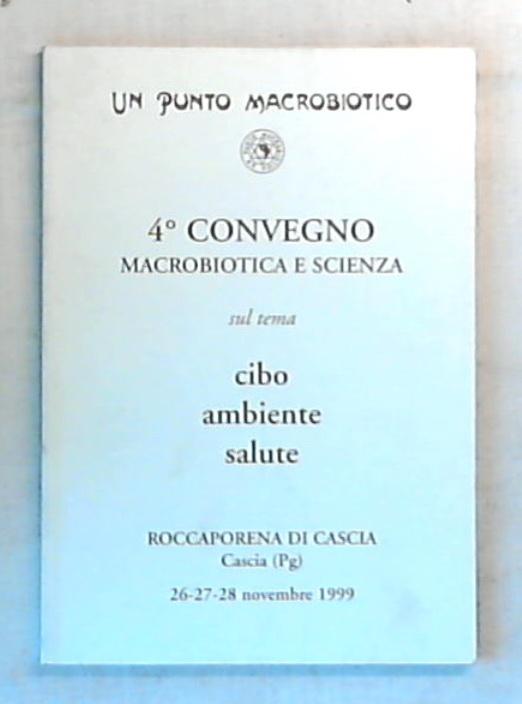 UN PUNTO MACROBIOTICO
4° CONVEGNO
MACROBIOTICA E SCIENZA
sul tema
cibo
ambiente
salute
ROCCAPORENA DI CASCIA
Cascia (Pg)
26-27-28 novembre 1999